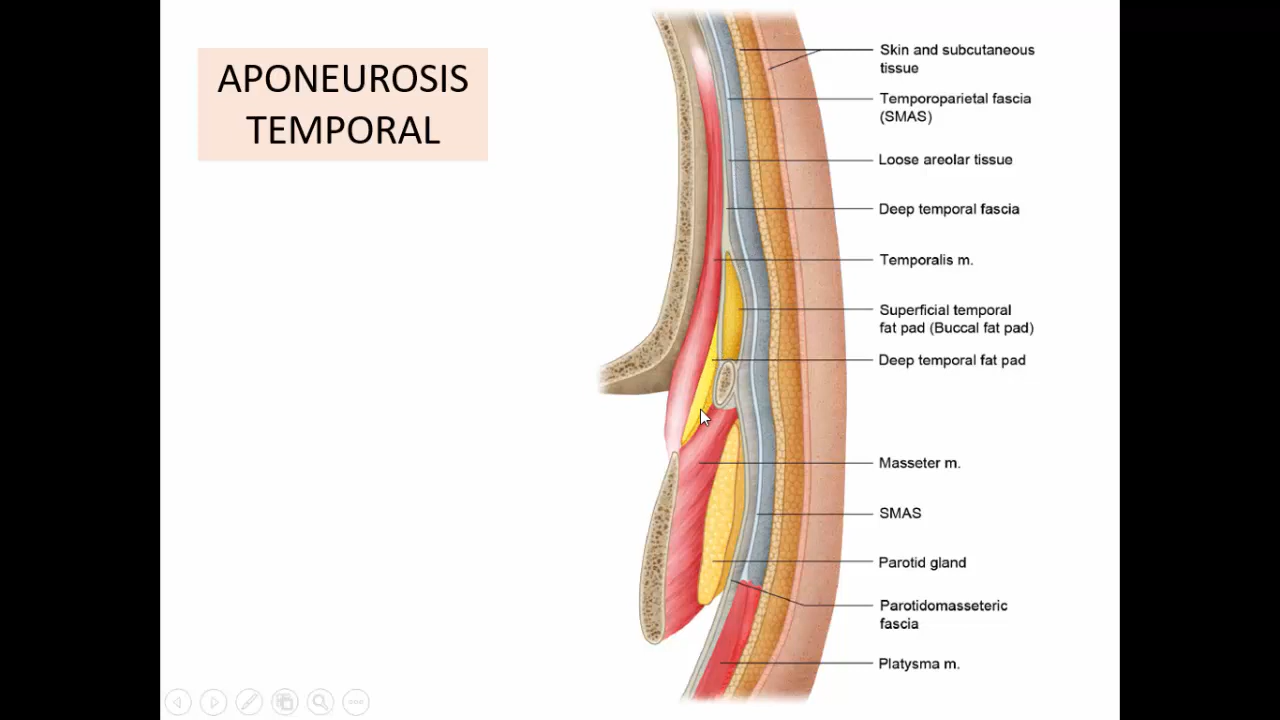 APONEUROSIS
TEMPORAL
Skin and subcutaneous
tissue
Temporoparietal fascia
(SMAS)
Loose areolar tissue
Deep temporal fascia
Temporalis m.
Superficial temporal
fat pad (Buccal fat pad)
Deep temporal fat pad
Masseter m.
SMAS
Parotid gland
Parotidomasseteric
fascia
Platysma m.